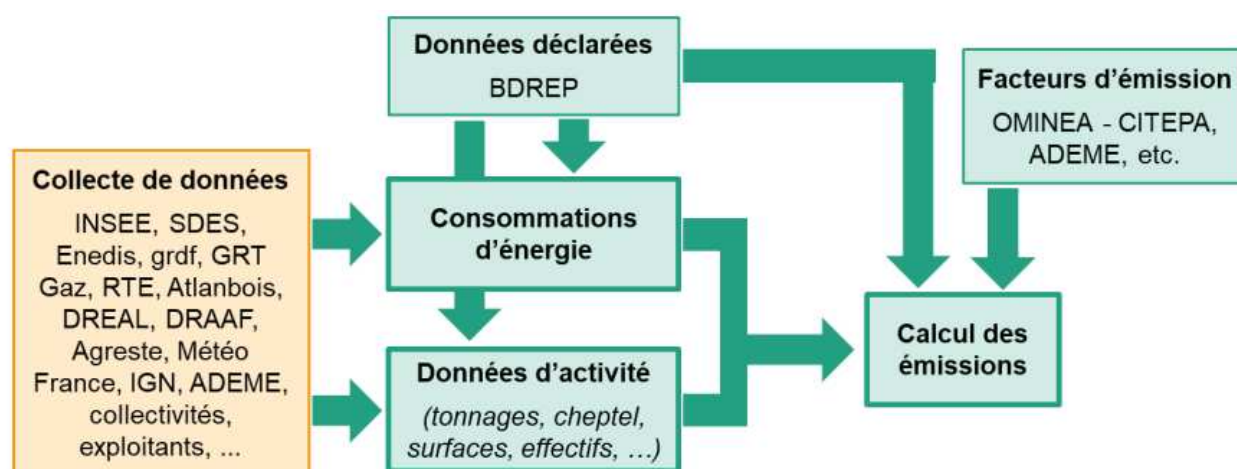 Données déclarées
BDREP
Facteurs d'émission
OMINEA - CITEPA,
ADEME, etc.
Collecte de données
INSEE, SDES,
Enedis, grdf, GRT
Gaz, RTE, Atlanbois,
DREAL, DRAAF,
Agreste, Météo
France, IGN, ADEME,
collectivités,
exploitants, ...
Consommations
d'énergie
Données d'activité
(tonnages, cheptel,
surfaces, effectifs, …)
Calcul des
émissions